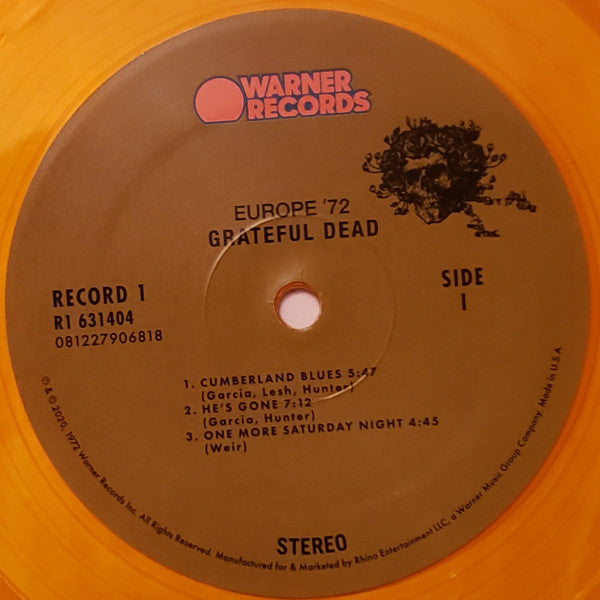 WARNER
RECORDS
EUROPE '72
GRATEFUL DEAD
RECORD 1
R1 631404
081227906818
SIDE
1
1. CUMBERLAND BLUES 5:47
(Garcia, Lesh, Hunter)
2. HE'S GONE 7:12
(Garcia, Hunter)
3. ONE MORE SATURDAY NIGHT 4:45
(Weir)
STEREO
℗ & © 2020, 1972 Warner Records Inc. All Rights Reserved. Manufactured for & Marketed by Rhino Entertainment LLC, a Warner Music Group Company. Made in U.S.A.